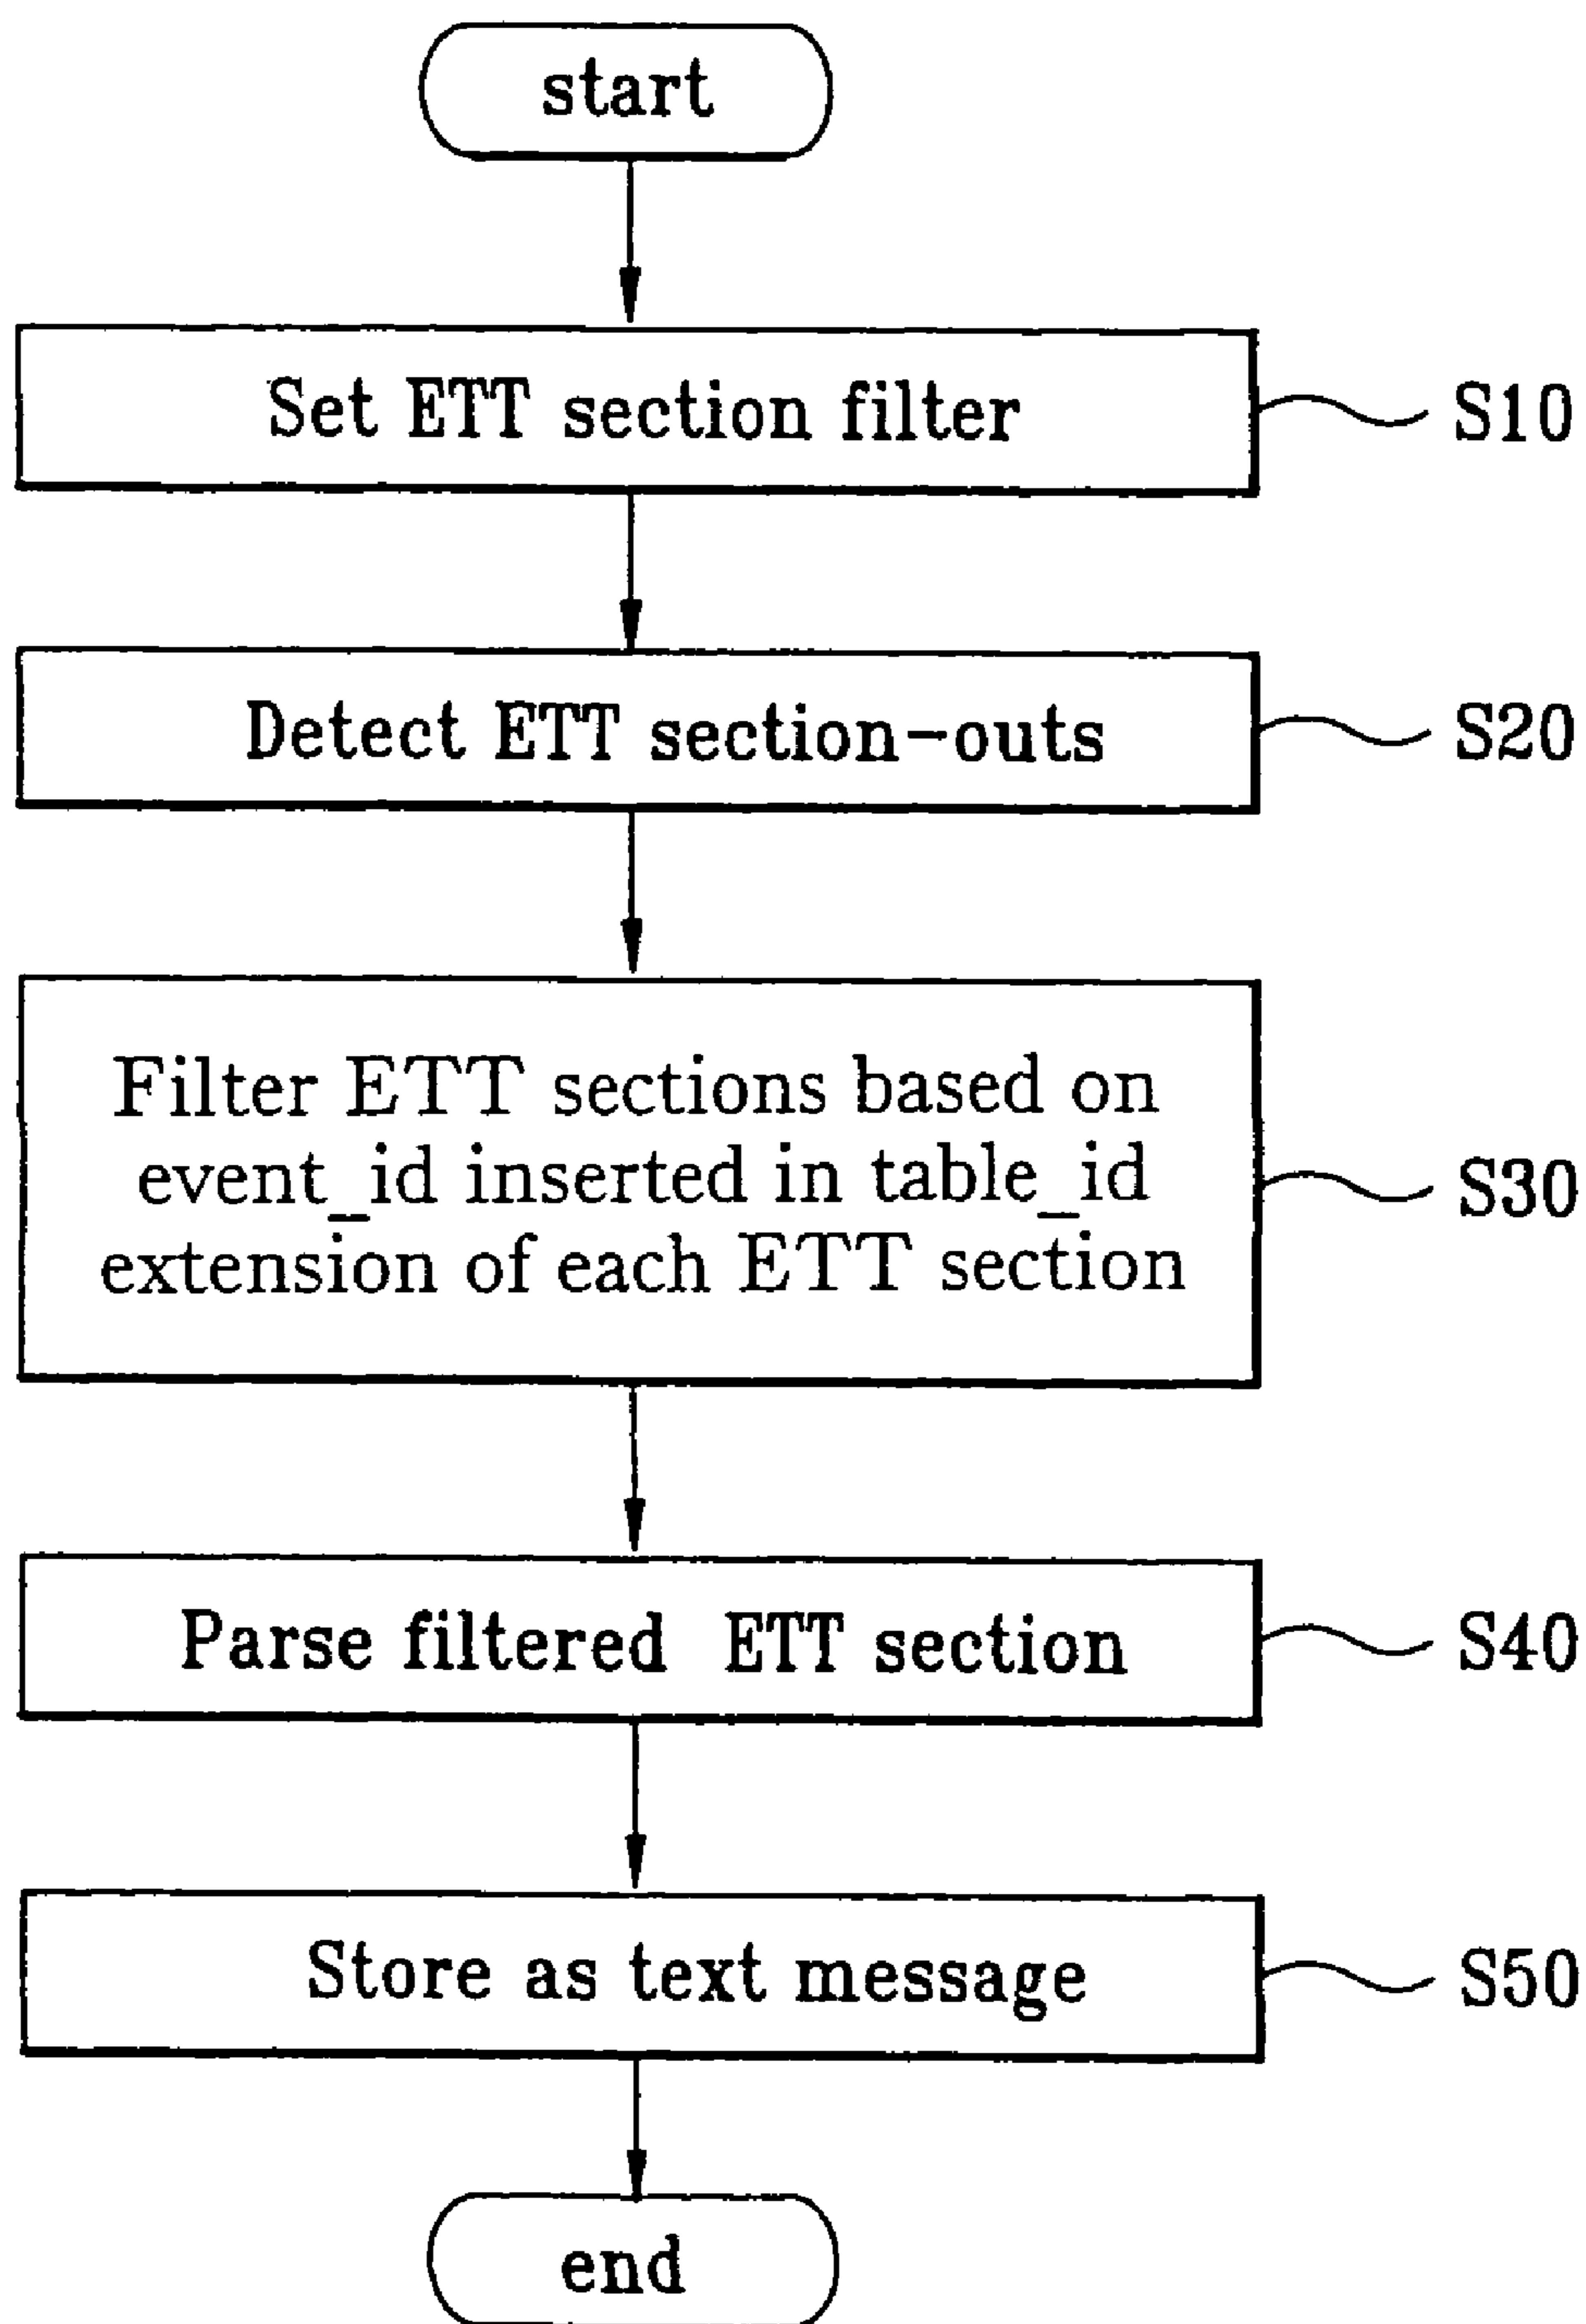 start
Set ETT section filter
S10
Detect ETT section-outs
S20
Filter ETT sections based on
event_id inserted in table_id
extension of each ETT section
S30
Parse filtered ETT section
S40
Store as text message
S50
end